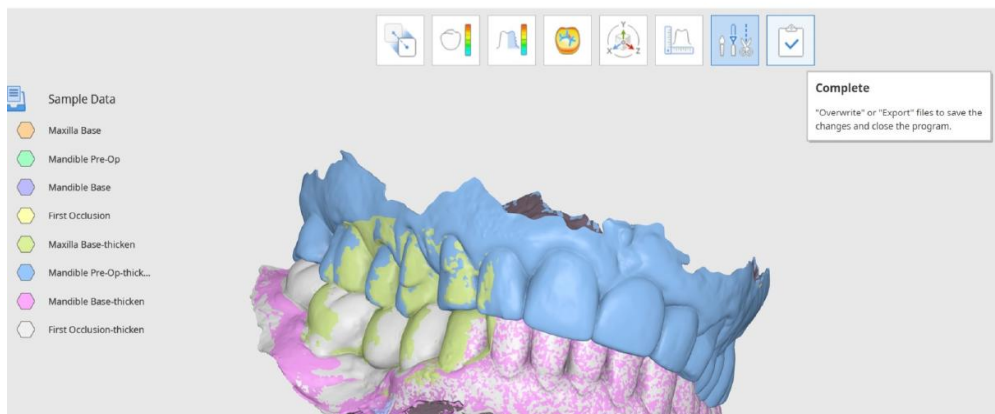 Y
X
Z
Complete
"Overwrite" or "Export" files to save the
changes and close the program.
Sample Data
Maxilla Base
Mandible Pre-Op
Mandible Base
First Occlusion
Maxilla Base-thicken
Mandible Pre-Op-thick...
Mandible Base-thicken
First Occlusion-thicken